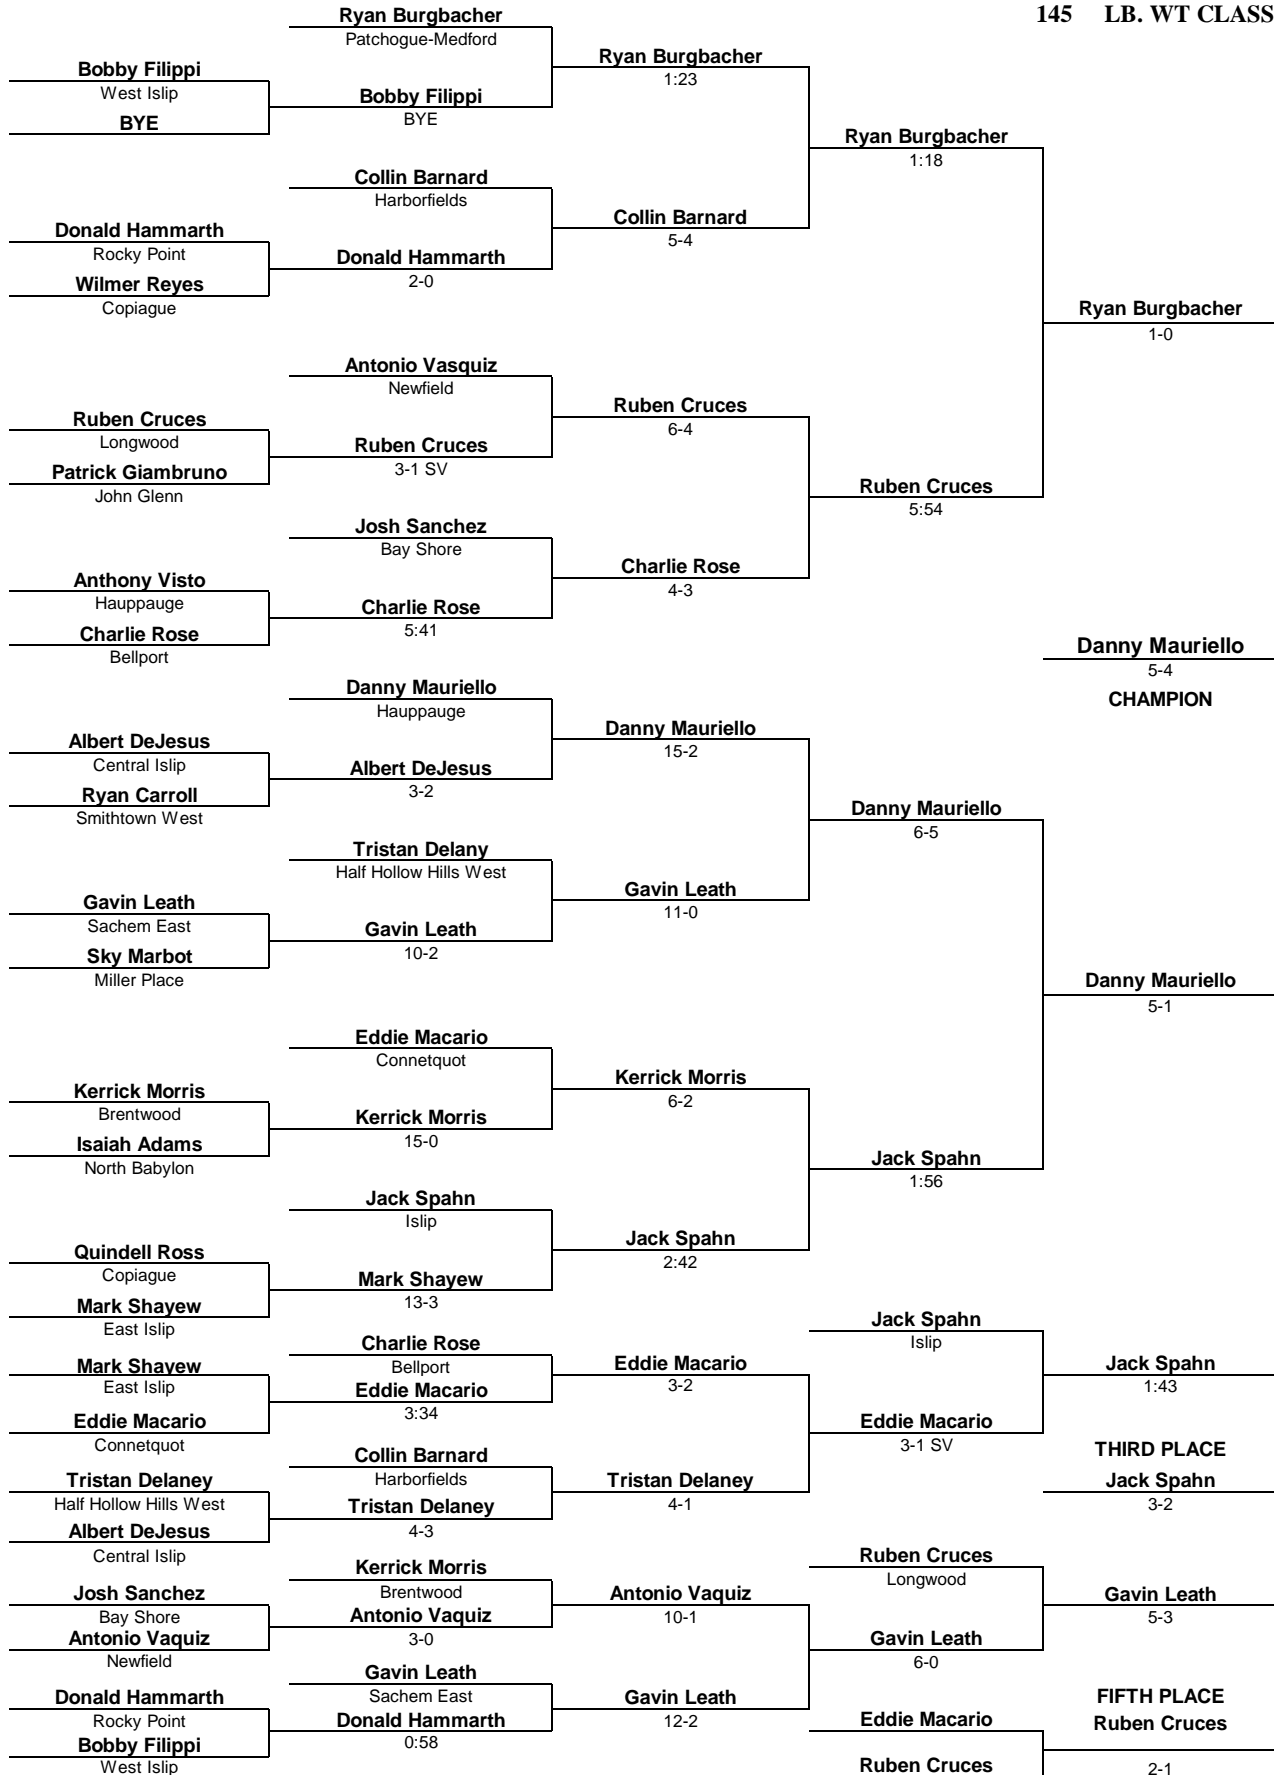 145 LB. WT CLASS
Ryan Burgbacher
Patchogue-Medford
Bobby Filippi
West Islip
BYE
Bobby Filippi
BYE
Ryan Burgbacher
1:23
Collin Barnard
Harborfields
Donald Hammarth
Rocky Point
Wilmer Reyes
Copiague
Donald Hammarth
2-0
Collin Barnard
5-4
Ryan Burgbacher
1:18
Antonio Vasquiz
Newfield
Ruben Cruces
Longwood
Patrick Giambruno
John Glenn
Ruben Cruces
3-1 SV
Ruben Cruces
6-4
Josh Sanchez
Bay Shore
Anthony Visto
Hauppauge
Charlie Rose
Bellport
Charlie Rose
5:41
Charlie Rose
4-3
Ruben Cruces
5:54
Ryan Burgbacher
1-0
Danny Mauriello
5-4
CHAMPION
Danny Mauriello
Hauppauge
Albert DeJesus
Central Islip
Ryan Carroll
Smithtown West
Albert DeJesus
3-2
Danny Mauriello
15-2
Tristan Delany
Half Hollow Hills West
Gavin Leath
Sachem East
Sky Marbot
Miller Place
Gavin Leath
10-2
Gavin Leath
11-0
Danny Mauriello
6-5
Eddie Macario
Connetquot
Kerrick Morris
Brentwood
Isaiah Adams
North Babylon
Kerrick Morris
15-0
Kerrick Morris
6-2
Jack Spahn
Islip
Quindell Ross
Copiague
Mark Shayew
East Islip
Mark Shayew
13-3
Jack Spahn
2:42
Jack Spahn
1:56
Danny Mauriello
5-1
Mark Shayew
East Islip
Eddie Macario
Connetquot
Charlie Rose
Bellport
Eddie Macario
3:34
Eddie Macario
3-2
Tristan Delaney
Half Hollow Hills West
Albert DeJesus
Central Islip
Collin Barnard
Harborfields
Tristan Delaney
4-3
Tristan Delaney
4-1
Jack Spahn
Islip
Eddie Macario
3-1 SV
Jack Spahn
1:43
THIRD PLACE
Jack Spahn
3-2
Josh Sanchez
Bay Shore
Antonio Vaquiz
Newfield
Kerrick Morris
Brentwood
Antonio Vaquiz
3-0
Antonio Vaquiz
10-1
Donald Hammarth
Rocky Point
Bobby Filippi
West Islip
Gavin Leath
Sachem East
Donald Hammarth
0:58
Gavin Leath
12-2
Ruben Cruces
Longwood
Gavin Leath
6-0
Gavin Leath
5-3
FIFTH PLACE
Eddie Macario
Ruben Cruces
Ruben Cruces
2-1